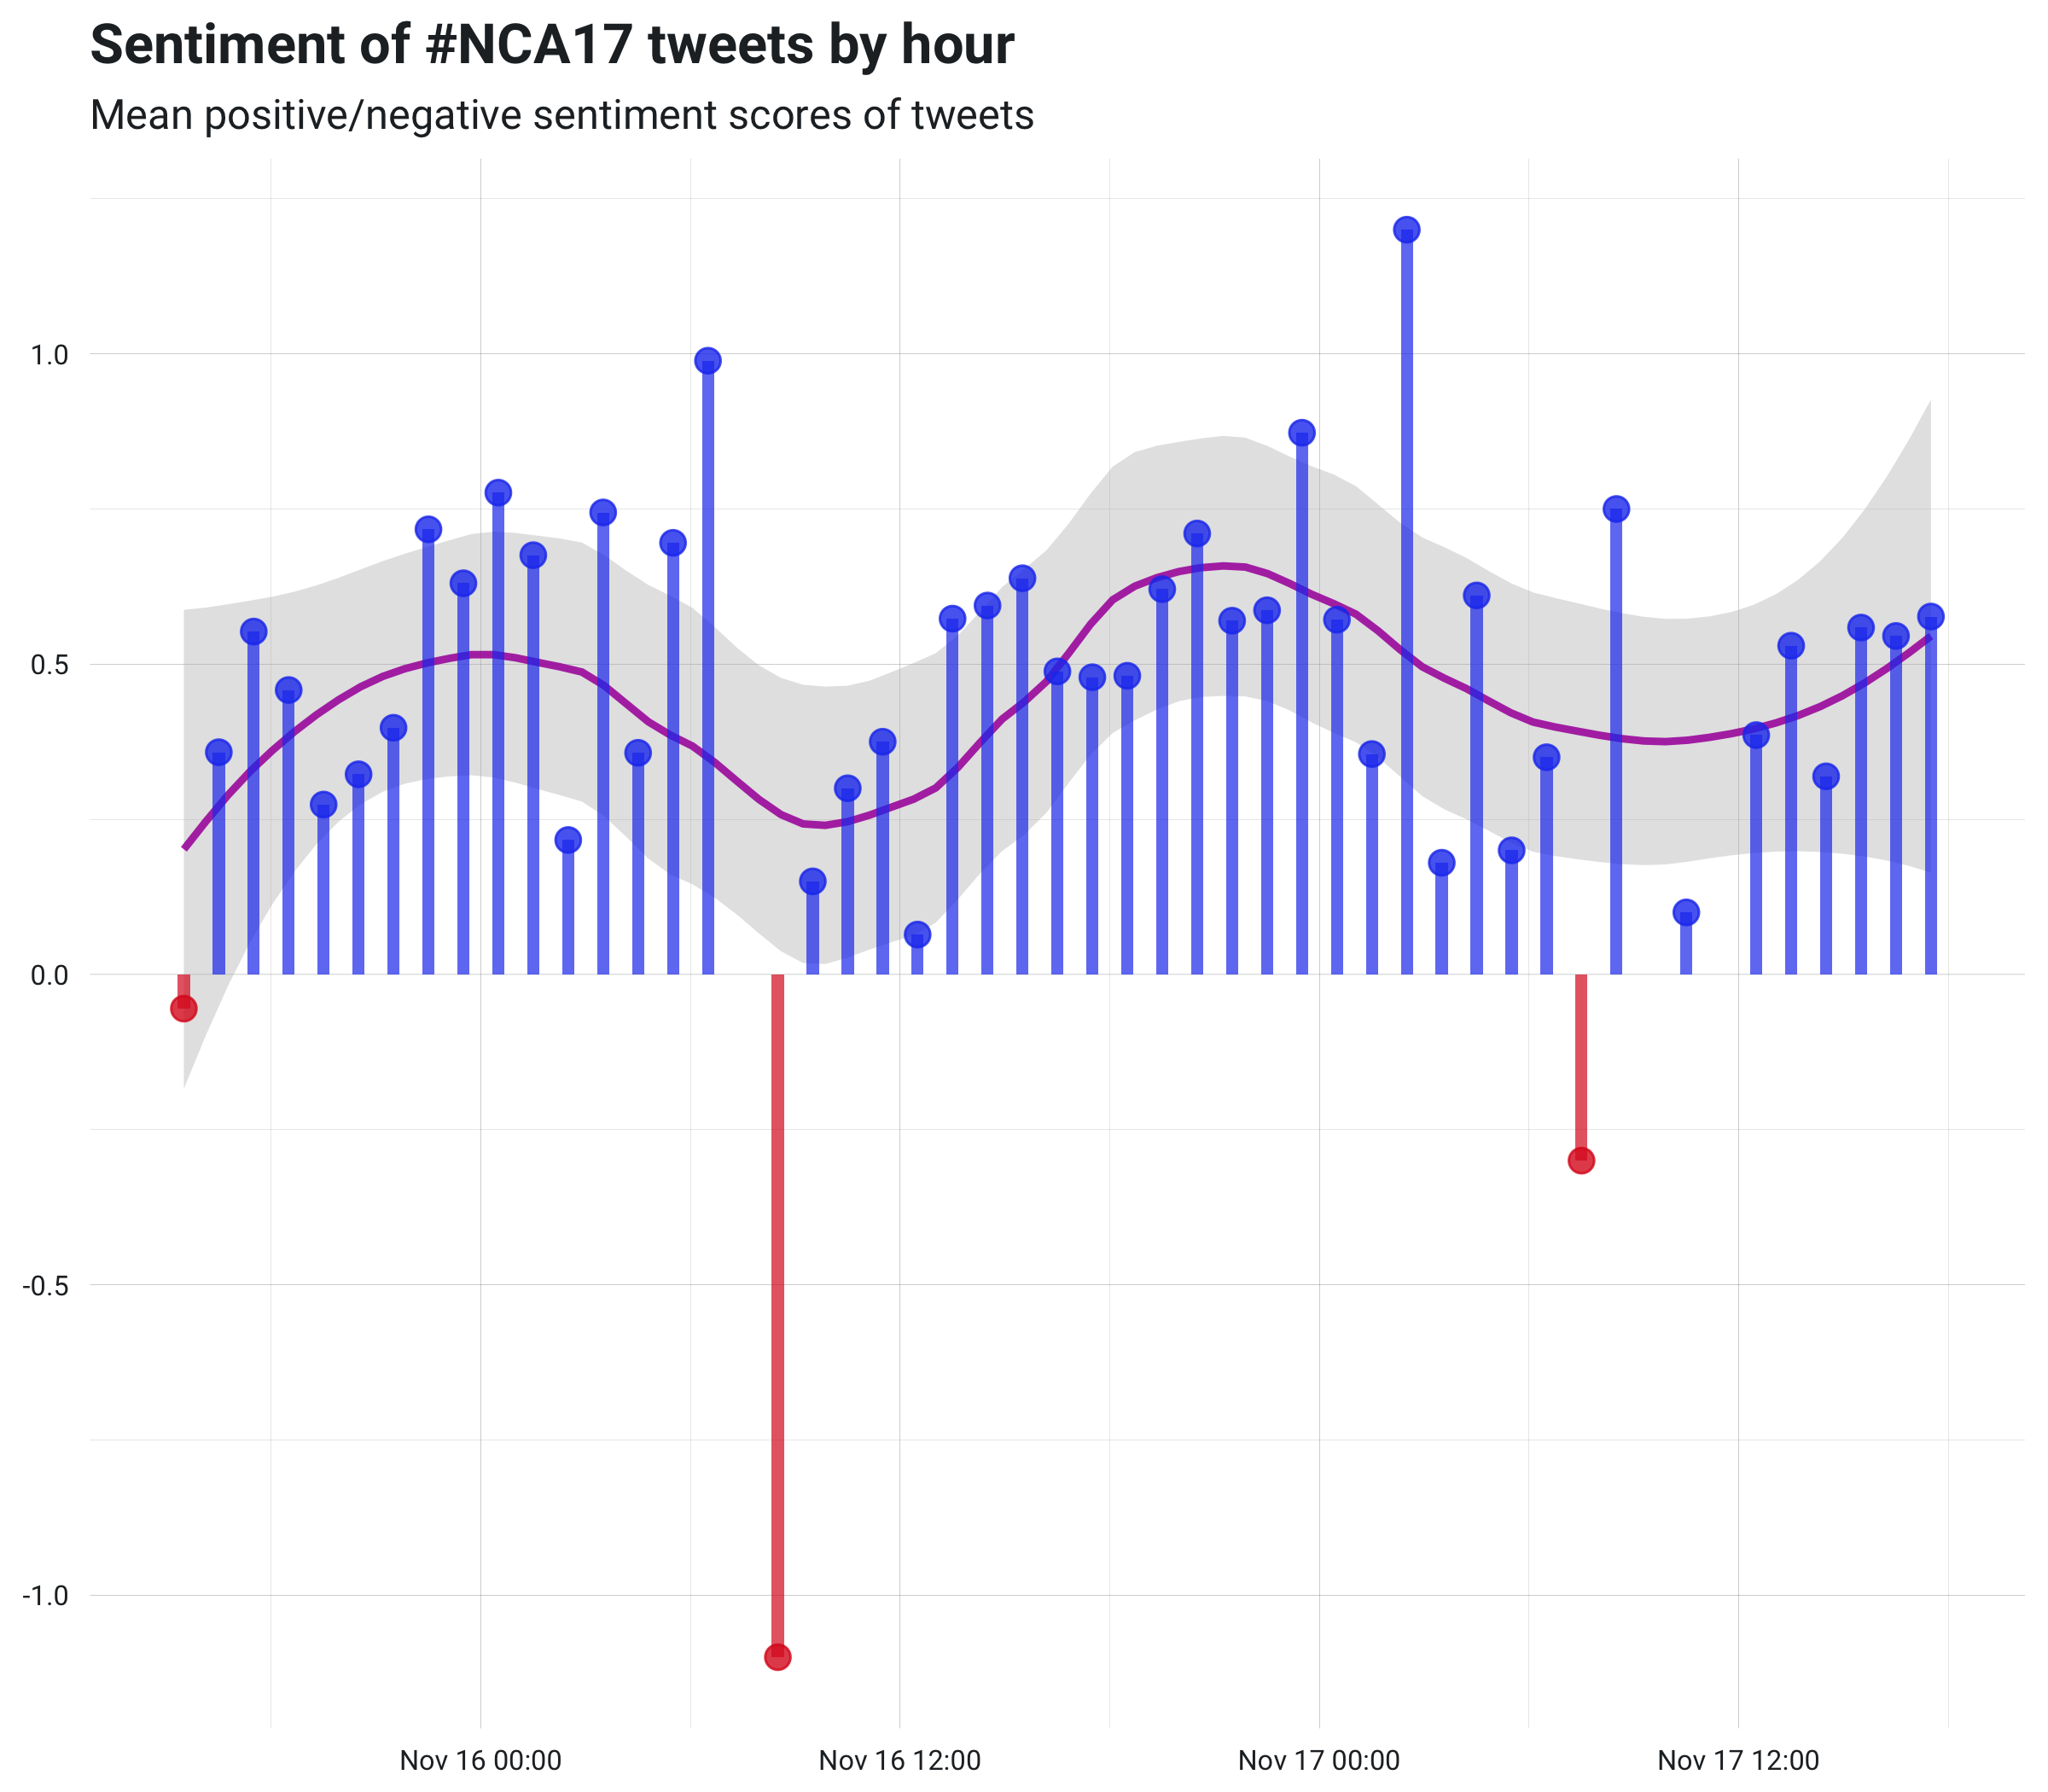 Sentiment of #NCA17 tweets by hour
Mean positive/negative sentiment scores of tweets
1.0
0.5
0.0
-0.5
-1.0
Nov 16 00:00 Nov 16 12:00 Nov 17 00:00 Nov 17 12:00